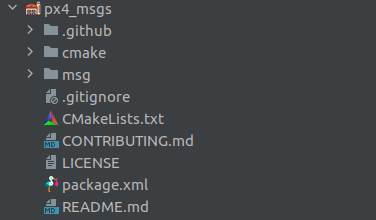 px4_msgs
.github
cmake
msg
.gitignore
CMakeLists.txt
CONTRIBUTING.md
LICENSE
package.xml
README.md